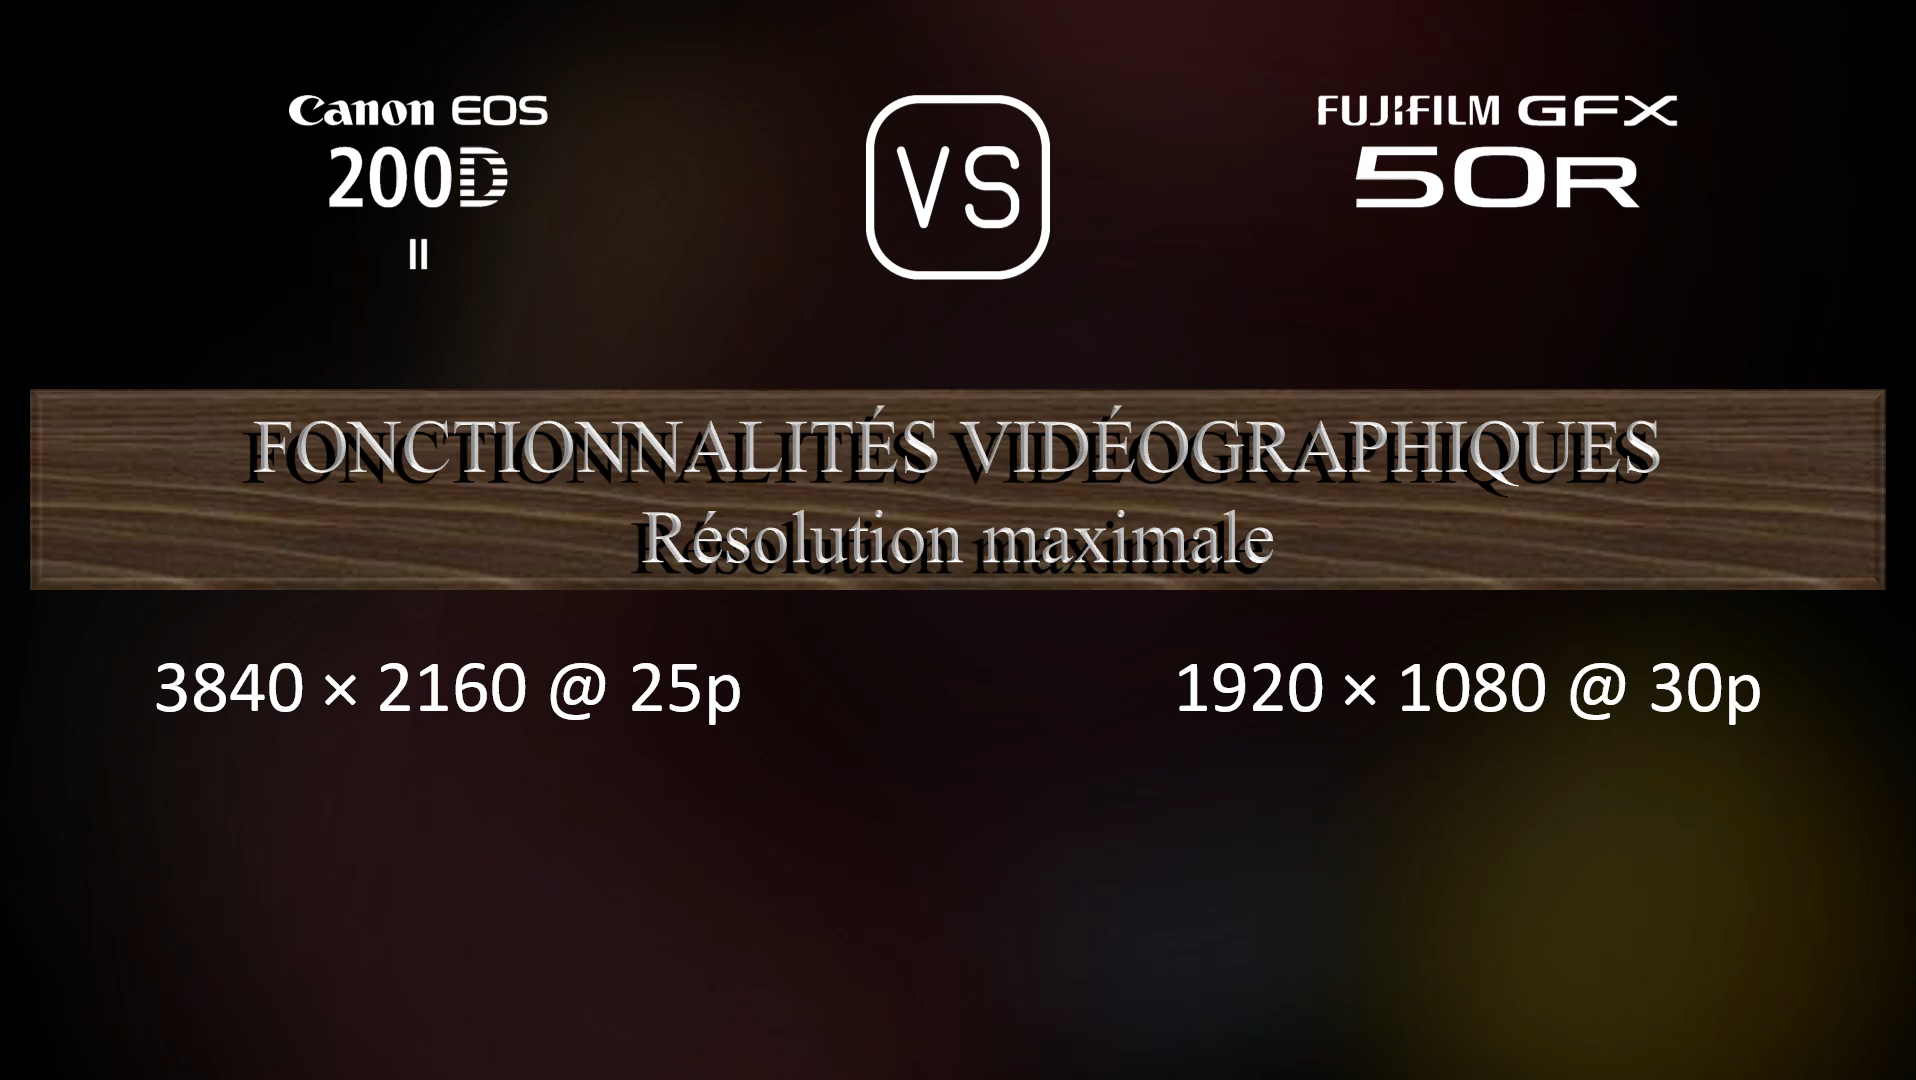 Canon EOS
200D
II
VS
FUJIFILM GFX
50R
FONCTIONNALITÉS VIDÉOGRAPHIQUES
Résolution maximale
3840 × 2160 @ 25p
1920 × 1080 @ 30p